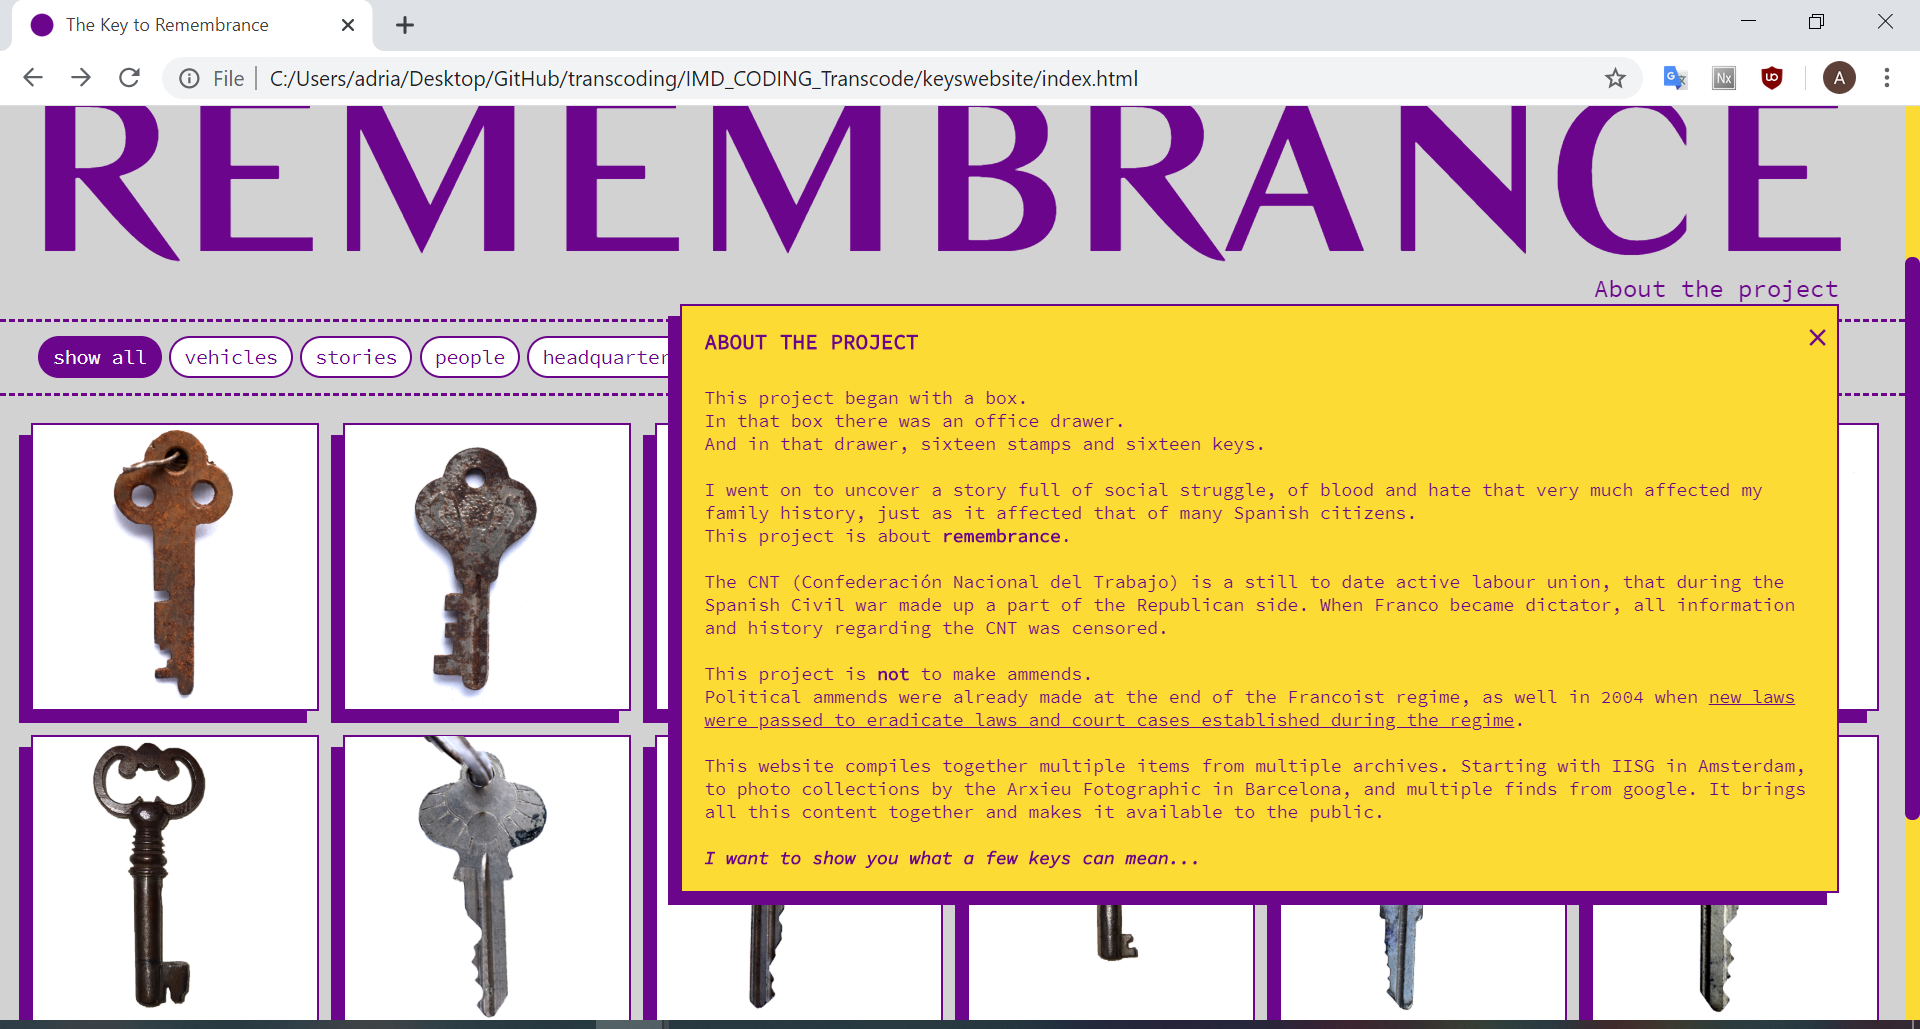 The Key to Remembrance
File
C:/Users/adria/Desktop/GitHub/transcoding/IMD_CODING_Transcode/keyswebsite/index.html
Nx
A
REMEMBRANCE
About the project
show all
vehicles
stories
people
headquarter
ABOUT THE PROJECT
This project began with a box.
In that box there was an office drawer.
And in that drawer, sixteen stamps and sixteen keys.
I went on to uncover a story full of social struggle, of blood and hate that very much affected my
family history, just as it affected that of many Spanish citizens.
This project is about remembrance.
The CNT (Confederación Nacional del Trabajo) is a still to date active labour union, that during the
Spanish Civil war made up a part of the Republican side. When Franco became dictator, all information
and history regarding the CNT was censored.
This project is not to make ammends.
Political ammends were already made at the end of the Francoist regime, as well in 2004 when new laws
were passed to eradicate laws and court cases established during the regime.
This website compiles together multiple items from multiple archives. Starting with IISG in Amsterdam,
to photo collections by the Arxieu Fotographic in Barcelona, and multiple finds from google. It brings
all this content together and makes it available to the public.
I want to show you what a few keys can mean...